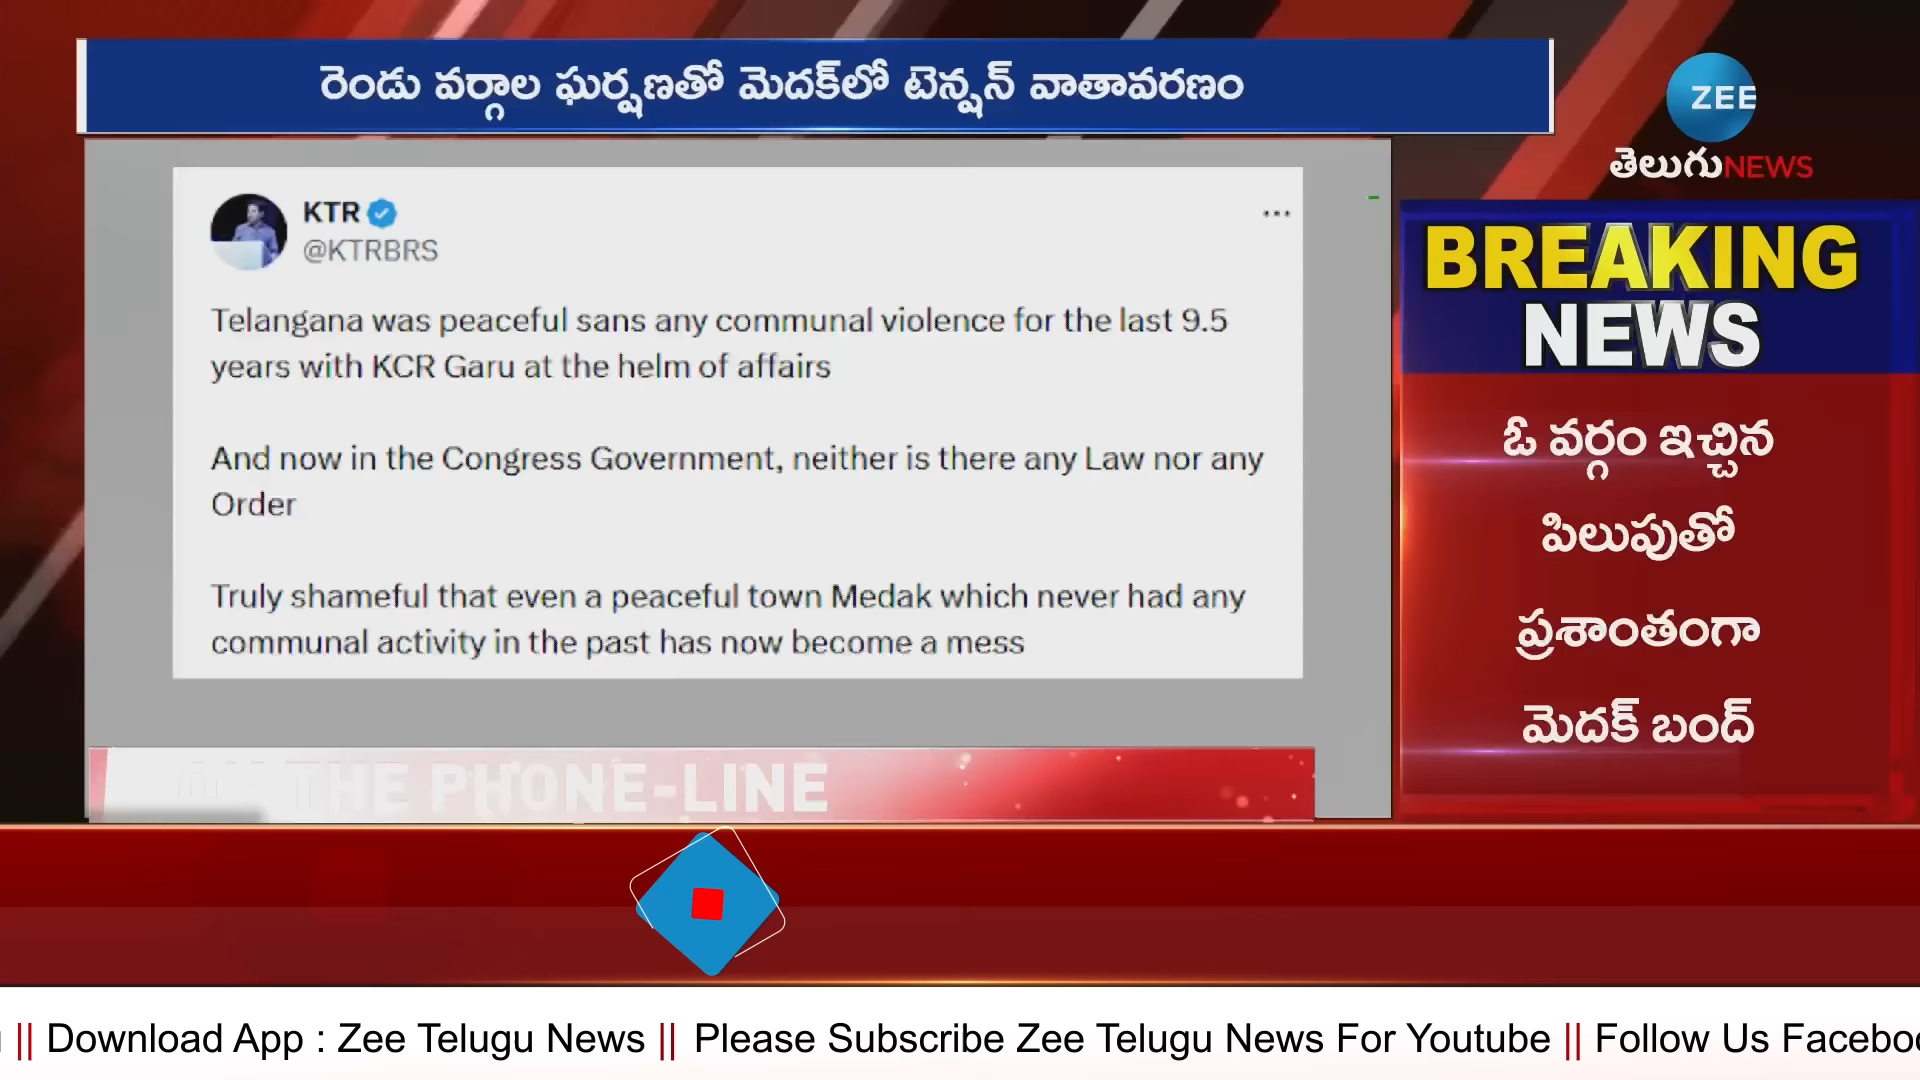 రెండు వర్గాల ఘర్షణతో మెదక్‌లో టెన్షన్ వాతావరణం
ZEE
తెలుగు NEWS
KTR
@KTRBRS
Telangana was peaceful sans any communal violence for the last 9.5
years with KCR Garu at the helm of affairs
And now in the Congress Government, neither is there any Law nor any
Order
Truly shameful that even a peaceful town Medak which never had any
communal activity in the past has now become a mess
BREAKING
NEWS
ఓ వర్గం ఇచ్చిన
పిలుపుతో
ప్రశాంతంగా
మెదక్ బంద్
THE PHONE-LINE
|| Download App : Zee Telugu News || Please Subscribe Zee Telugu News For Youtube || Follow Us